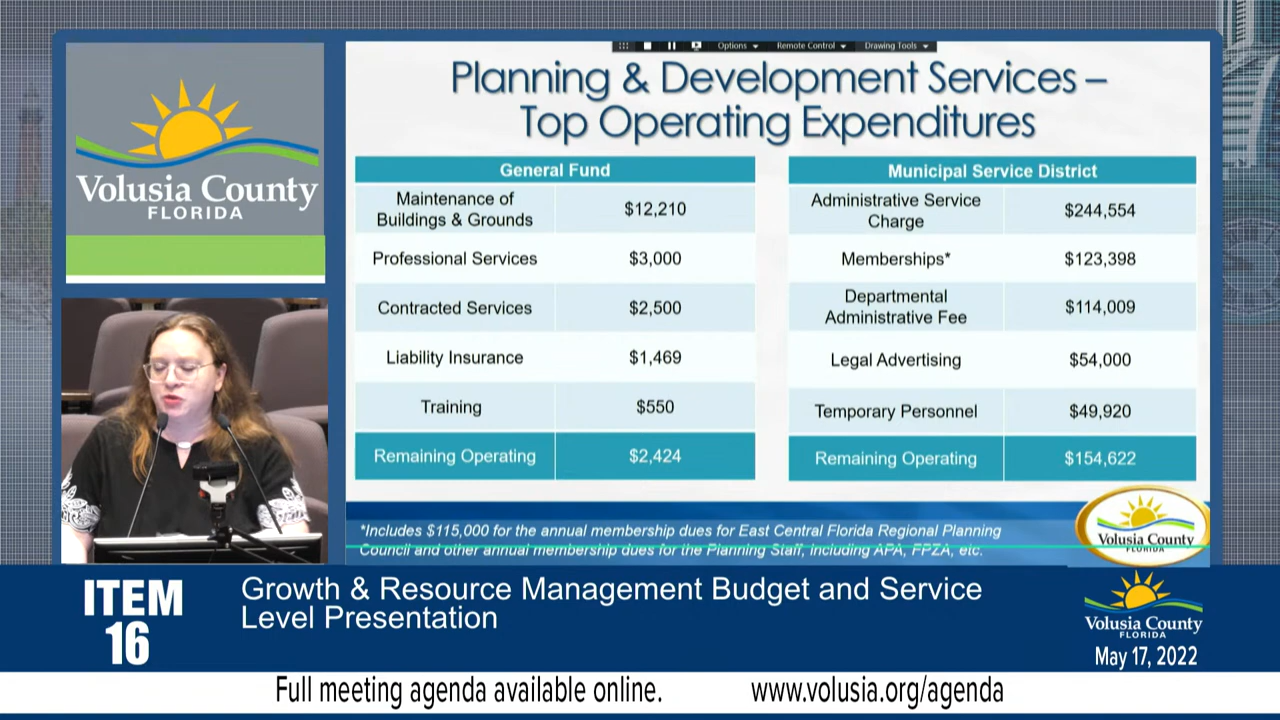 Options
Remote Control
Drawing Tools
Volusia County
FLORIDA
Planning & Development Services –
Top Operating Expenditures
General Fund
Maintenance of
Buildings & Grounds
$12,210
Professional Services
$3,000
Contracted Services
$2,500
Liability Insurance
$1,469
Training
$550
Remaining Operating
$2,424
Municipal Service District
Administrative Service
Charge
$244,554
Memberships*
$123,398
Departmental
Administrative Fee
$114,009
Legal Advertising
$54,000
Temporary Personnel
$49,920
Remaining Operating
$154,622
*Includes $115,000 for the annual membership dues for East Central Florida Regional Planning
Council and other annual membership dues for the Planning Staff, including APA, FPZA, etc.
Volusia County
FLORIDA
ITEM
16
Growth & Resource Management Budget and Service
Level Presentation
Volusia County
FLORIDA
May 17, 2022
Full meeting agenda available online.
www.volusia.org/agenda